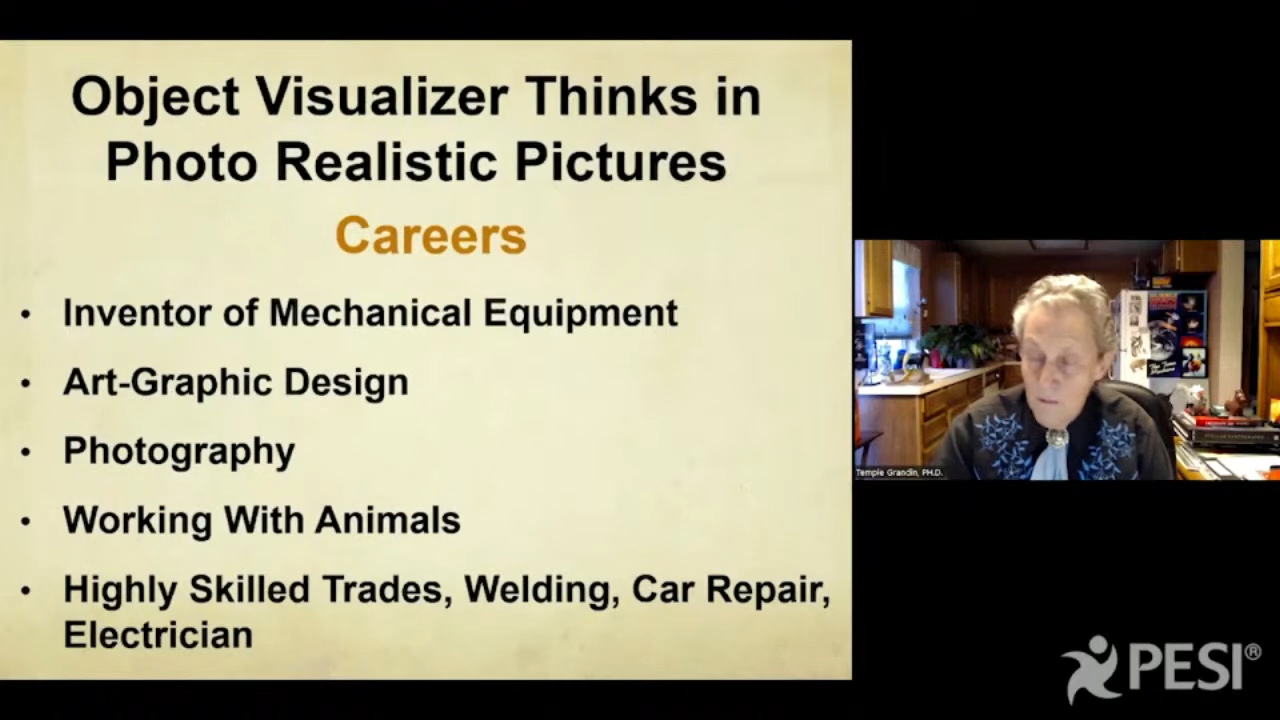 Object Visualizer Thinks in
Photo Realistic Pictures
Careers
• Inventor of Mechanical Equipment
• Art-Graphic Design
• Photography
• Working With Animals
• Highly Skilled Trades, Welding, Car Repair,
Electrician
Temple Grandin, PH.D.
PESI®